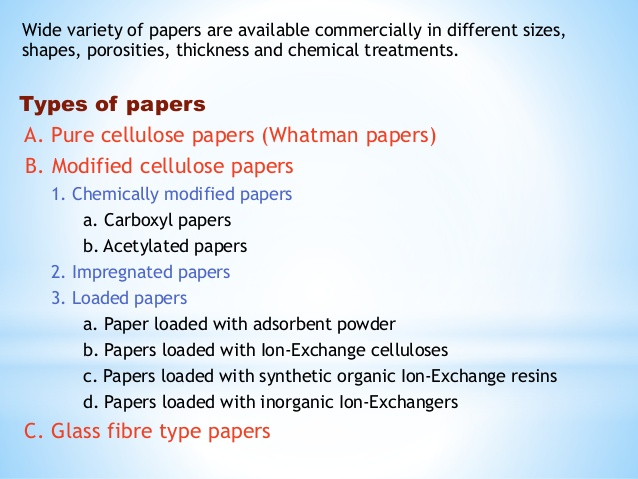 Wide variety of papers are available commercially in different sizes,
shapes, porosities, thickness and chemical treatments.
Types of papers
A. Pure cellulose papers (Whatman papers)
B. Modified cellulose papers
1. Chemically modified papers
a. Carboxyl papers
b. Acetylated papers
2. Impregnated papers
3. Loaded papers
a. Paper loaded with adsorbent powder
b. Papers loaded with Ion-Exchange celluloses
c. Papers loaded with synthetic organic Ion-Exchange resins
d. Papers loaded with inorganic Ion-Exchangers
C. Glass fibre type papers